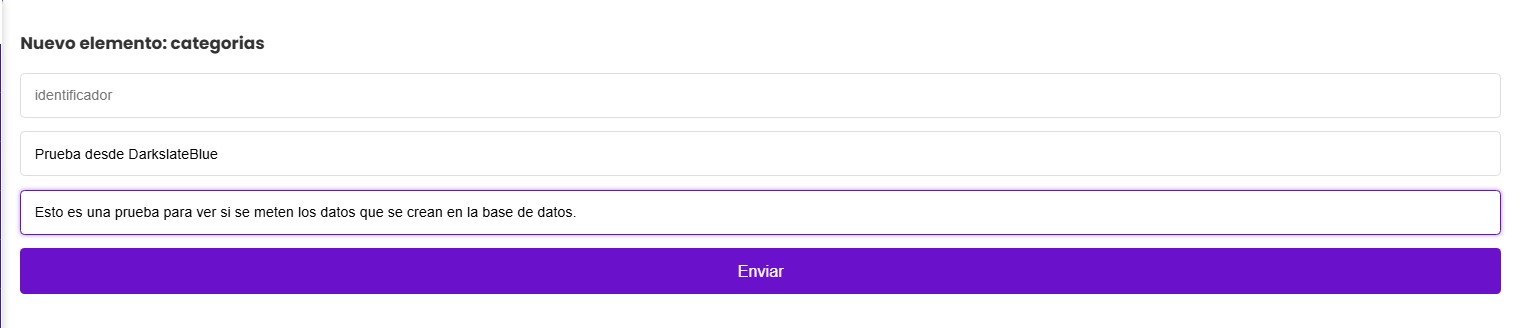 Nuevo elemento: categorias
identificador
Prueba desde DarkslateBlue
Esto es una prueba para ver si se meten los datos que se crean en la base de datos.
Enviar